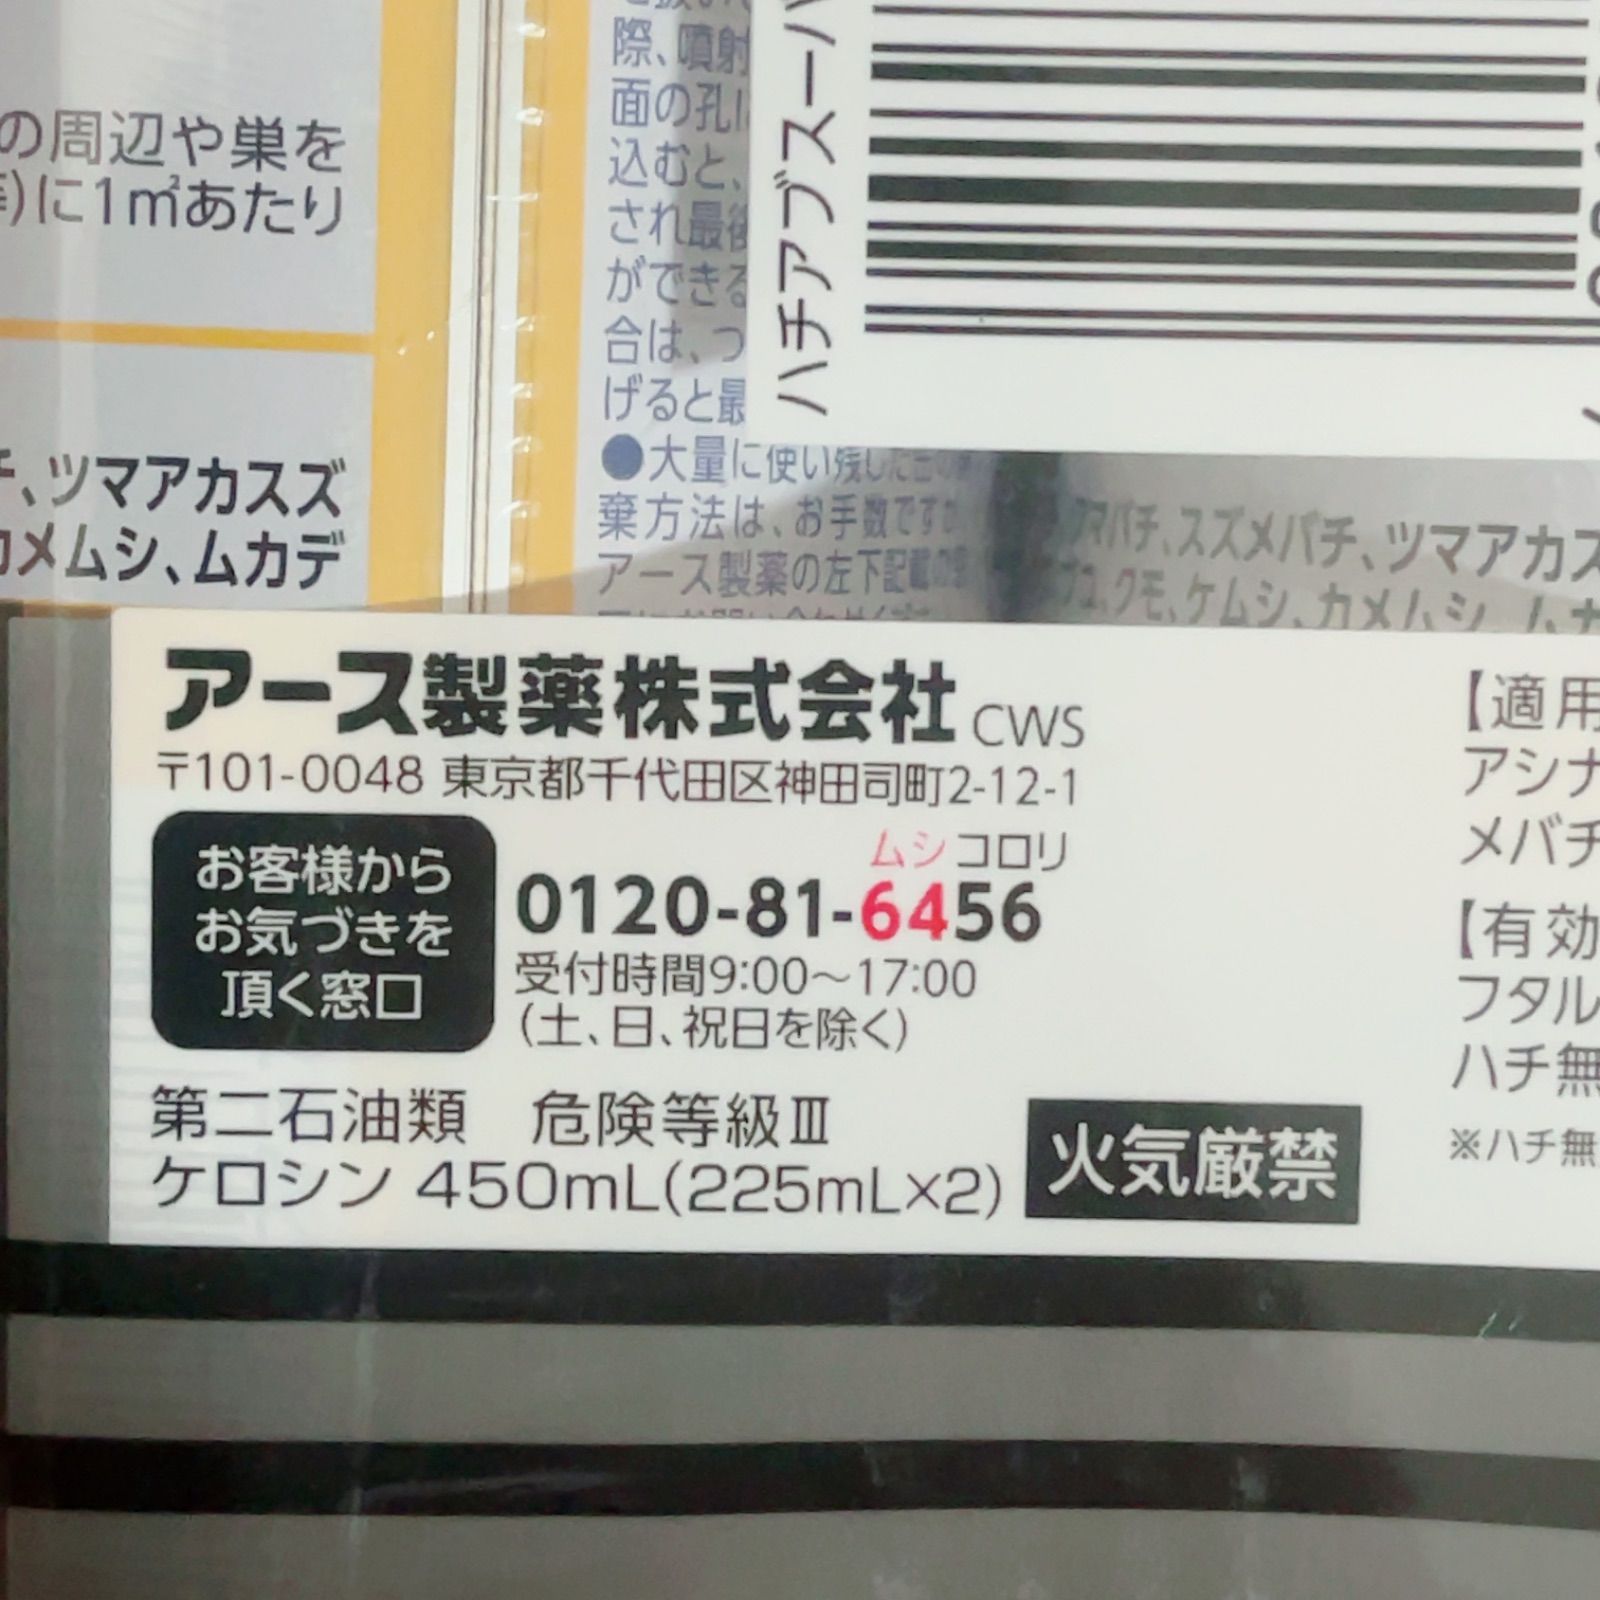 の周辺や巣を
に1㎡あたり
ツマアカスズ
カメムシ、ムカデ
際、噴射
面の孔に
込むと、
され最後
ができる
合は、つ
げると最
●大量に使い残した
棄方法は、お手数です
アース製薬の左下記載の
ハチアブスーパ
マバチ、スズメバチ、ツマアカス
クモ、ケムシ、カメムシ、ムカ
アース製薬株式会社 CWS
〒101-0048 東京都千代田区神田司町2-12-1
お客様から
お気づきを
頂く窓口
ムシ コロリ
0120-81-6456
受付時間9:00〜17:00
(土、日、祝日を除く)
第二石油類 危険等級Ⅲ
ケロシン 450mL(225mL×2)
火気厳禁
【適用
アシナ
メバチ
【有効
フタル
ハチ無
※ハチ無